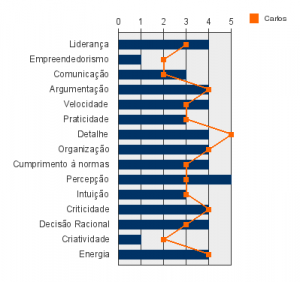 0 1 2 3 4 5
Carlos
Liderança
Empreendedorismo
Comunicação
Argumentação
Velocidade
Praticidade
Detalhe
Organização
Cumprimento á normas
Percepção
Intuição
Criticidade
Decisão Racional
Criatividade
Energia